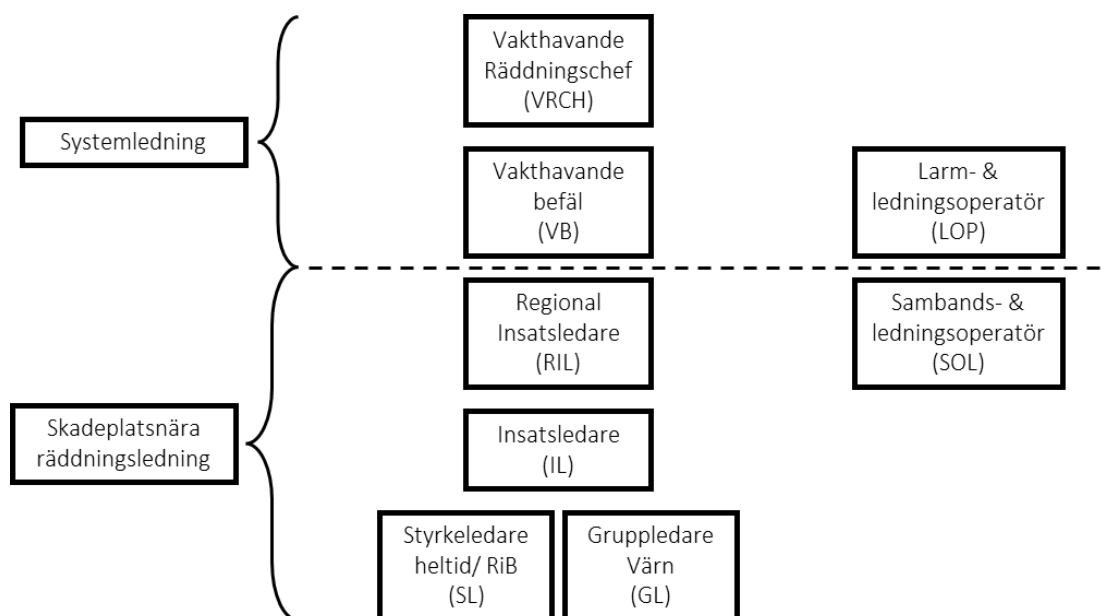 Vakthavande
Räddningschef
(VRCH)
Systemledning
Vakthavande
befäl
(VB)
Larm- &
ledningsoperatör
(LOP)
Regional
Insatsledare
(RIL)
Sambands- &
ledningsoperatör
(SOL)
Skadeplatsnära
räddningsledning
Insatsledare
(IL)
Styrkeledare
heltid/ RiB
(SL)
Gruppledare
Värn
(GL)